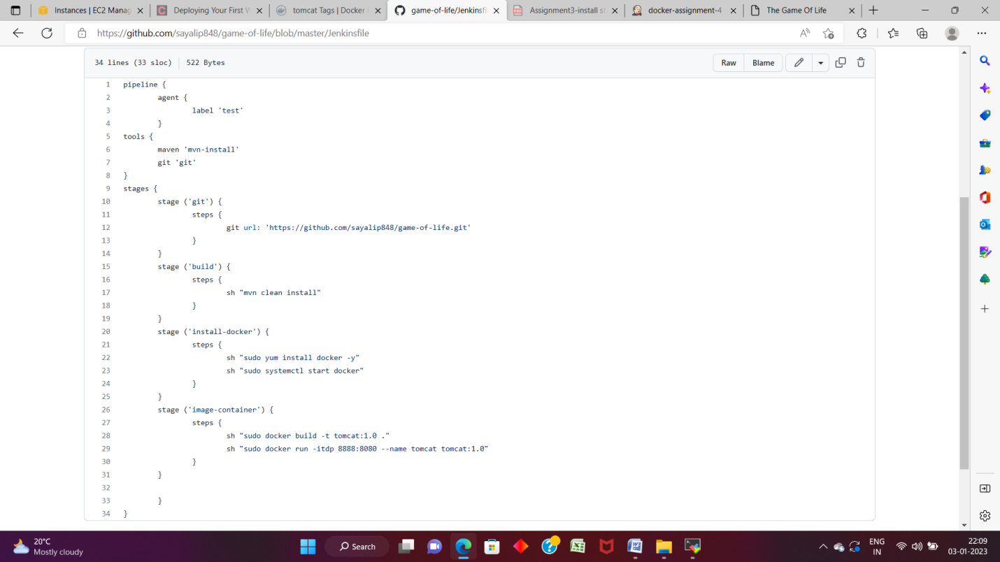 Instances | EC2 Manag
Deploying Your First W
tomcat Tags | Docker
game-of-life/Jenkinsfi
Assignment3-install st
docker-assignment-4
The Game Of Life
https://github.com/sayalip848/game-of-life/blob/master/Jenkinsfile
34 lines (33 sloc) 522 Bytes
Raw Blame
1 pipeline {
2 agent {
3 label 'test'
4 }
5 tools {
6 maven 'mvn-install'
7 git 'git'
8 }
9 stages {
10 stage ('git') {
11 steps {
12 git url: 'https://github.com/sayalip848/game-of-life.git'
13 }
14 }
15 stage ('build') {
16 steps {
17 sh "mvn clean install"
18 }
19 }
20 stage ('install-docker') {
21 steps {
22 sh "sudo yum install docker -y"
23 sh "sudo systemctl start docker"
24 }
25 }
26 stage ('image-container') {
27 steps {
28 sh "sudo docker build -t tomcat:1.0 ."
29 sh "sudo docker run -itdp 8888:8080 --name tomcat tomcat:1.0"
30 }
31 }
32
33 }
34 }
20°C
Mostly cloudy
Search
ENG
IN
22:09
03-01-2023